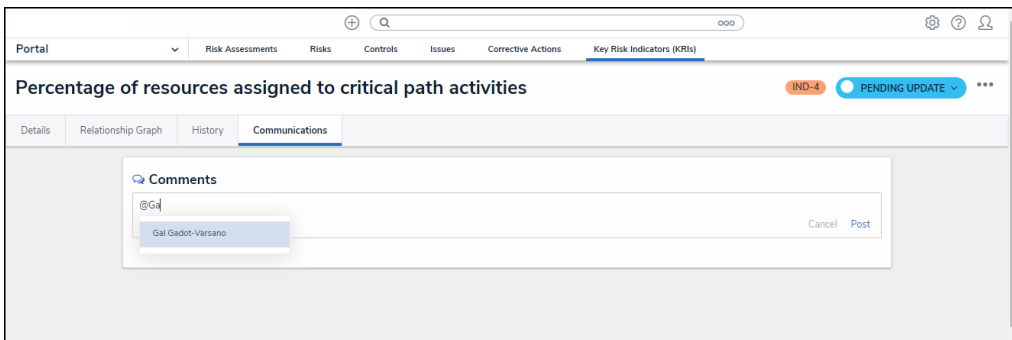 Portal
Risk Assessments Risks Controls Issues Corrective Actions Key Risk Indicators (KRIs)
Percentage of resources assigned to critical path activities
IND-4
PENDING UPDATE
Details Relationship Graph History Communications
Comments
@Ga
Gal Gadot-Varsano
Cancel Post